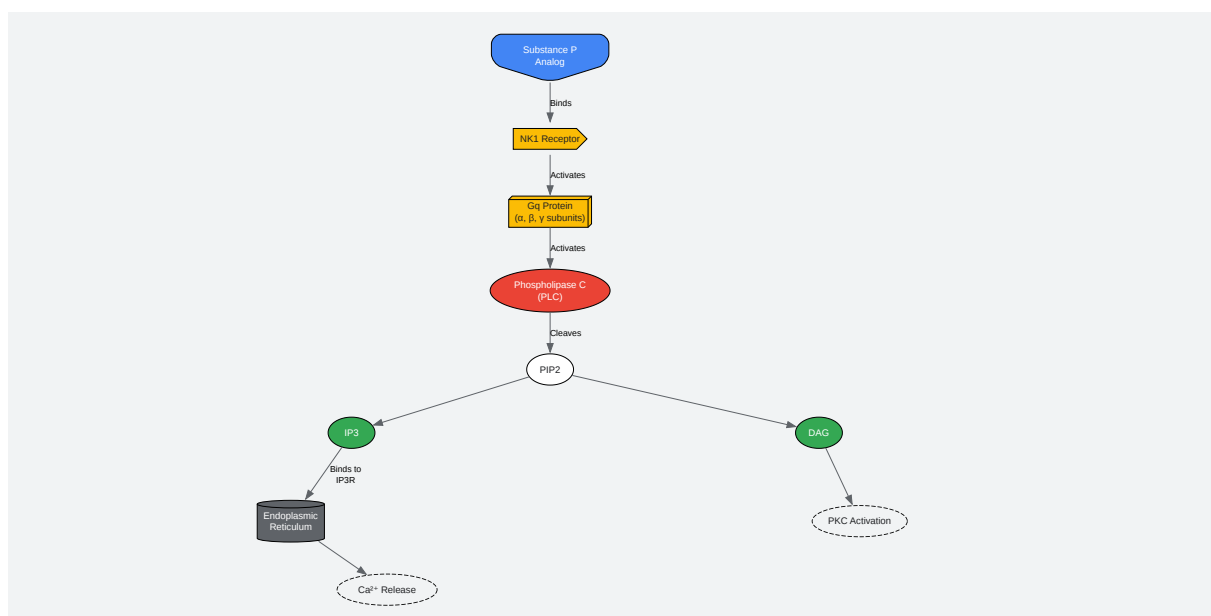 Substance P
Analog
Binds
NK1 Receptor
Activates
Gq Protein
(α, β, γ subunits)
Activates
Phospholipase C
(PLC)
Cleaves
PIP2
IP3
DAG
Binds to
IP3R
Endoplasmic
Reticulum
PKC Activation
Ca²⁺ Release